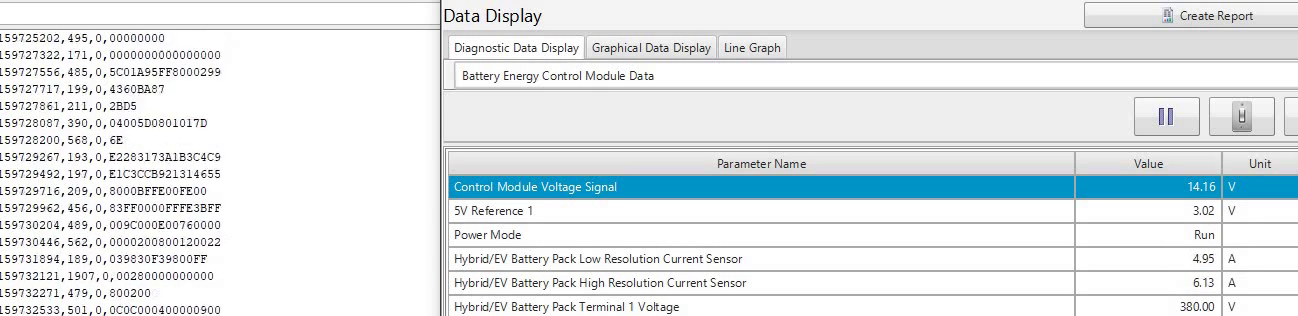 159725202,495,0,00000000
159727322,171,0,0000000000000000
159727556,485,0,5C01A95FF8000299
159727717,199,0,4360BA87
159727861,211,0,2BD5
159728087,390,0,04005D0801017D
159728200,568,0,6E
159729267,193,0,E2283173A1B3C4C9
159729492,197,0,E1C3CCB921314655
159729716,209,0,8000BFFE00FE00
159729962,456,0,83FF0000FFFE3BFF
159730204,489,0,009C000E00760000
159730446,562,0,0000200800120022
159731894,189,0,039830F39800FF
159732121,1907,0,00280000000000
159732271,479,0,800200
159732533,501,0,0C0C000400000900
Data Display
Create Report
Diagnostic Data Display Graphical Data Display Line Graph
Battery Energy Control Module Data
Parameter Name Value Unit
Control Module Voltage Signal 14.16 V
5V Reference 1 3.02 V
Power Mode Run
Hybrid/EV Battery Pack Low Resolution Current Sensor 4.95 A
Hybrid/EV Battery Pack High Resolution Current Sensor 6.13 A
Hybrid/EV Battery Pack Terminal 1 Voltage 380.00 V